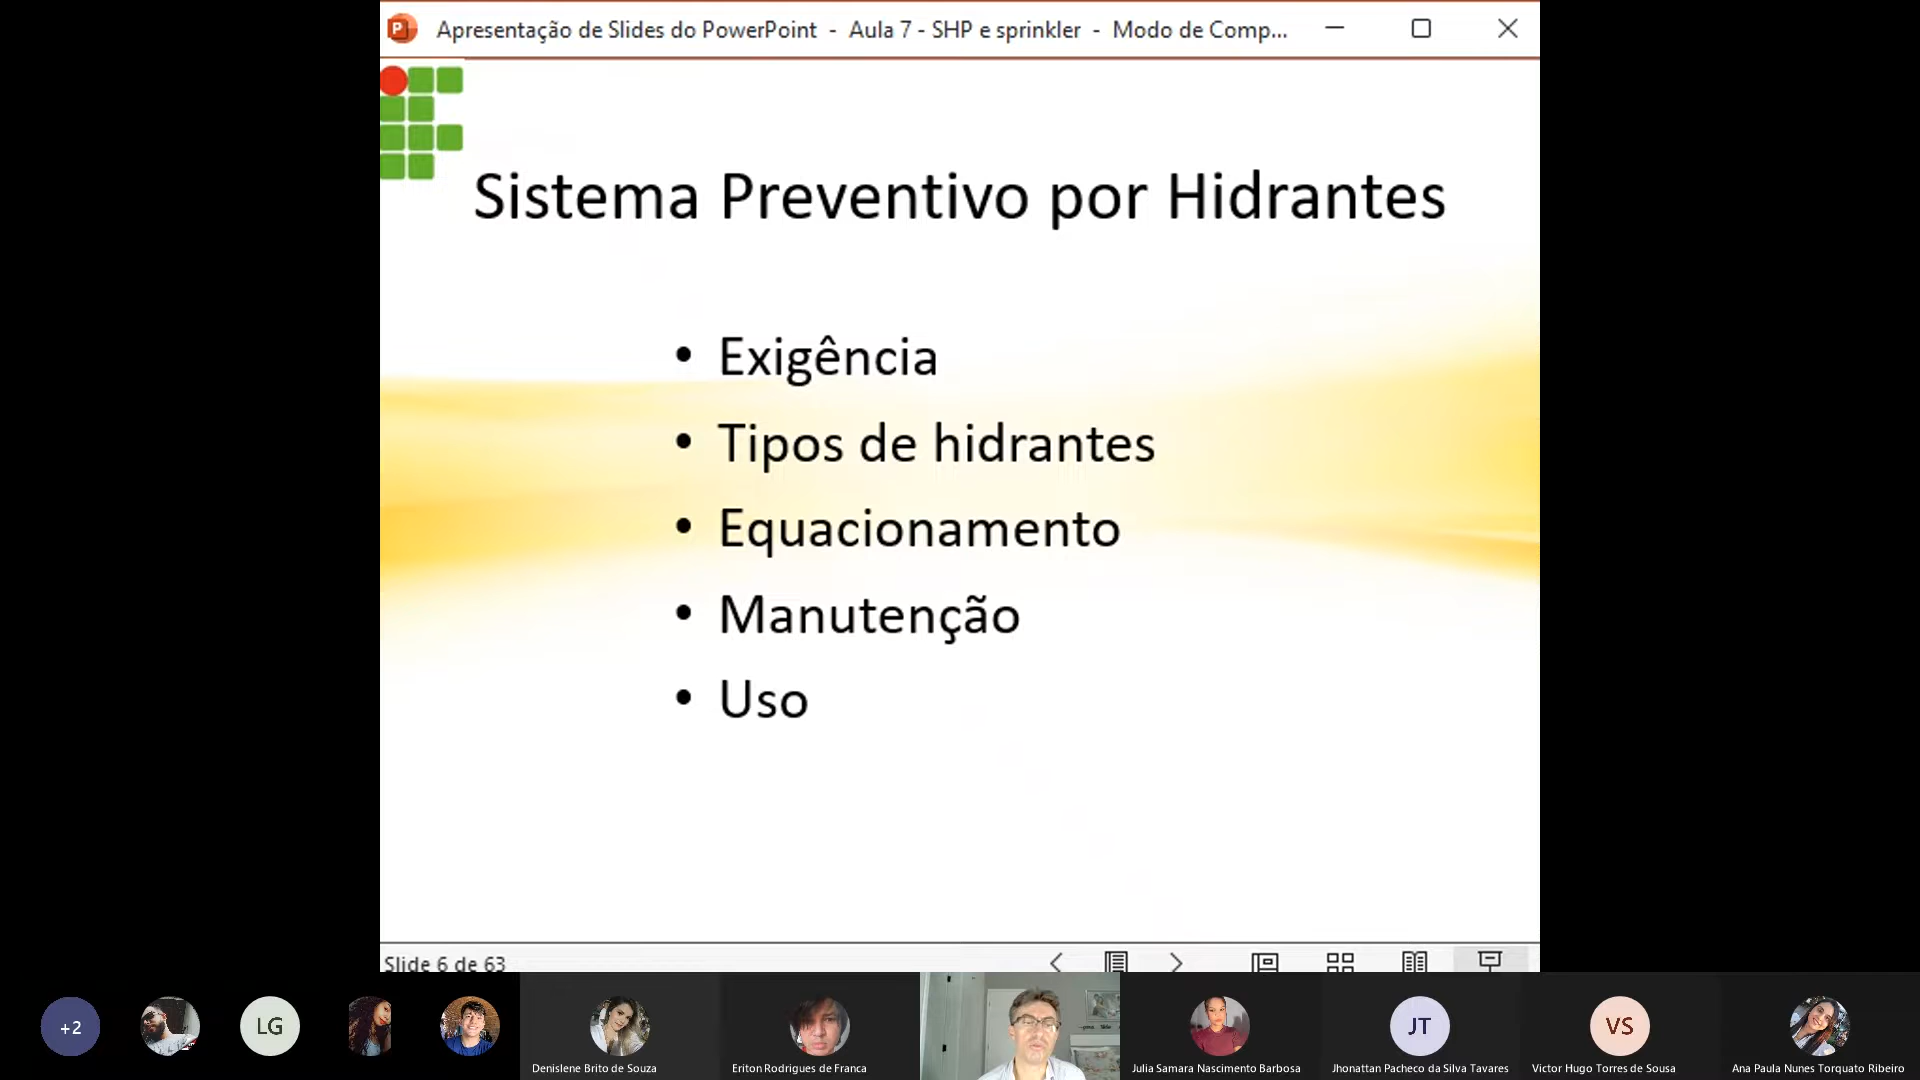 Apresentação de Slides do PowerPoint - Aula 7 - SHP e sprinkler - Modo de Comp...
Sistema Preventivo por Hidrantes
• Exigência
• Tipos de hidrantes
• Equacionamento
• Manutenção
• Uso
Slide 6 de 63
+2
LG
JT
VS
Denislene Brito de Souza
Eriton Rodrigues de Franca
Julia Samara Nascimento Barbosa
Jhonattan Pacheco da Silva Tavares
Victor Hugo Torres de Sousa
Ana Paula Nunes Torquato Ribeiro